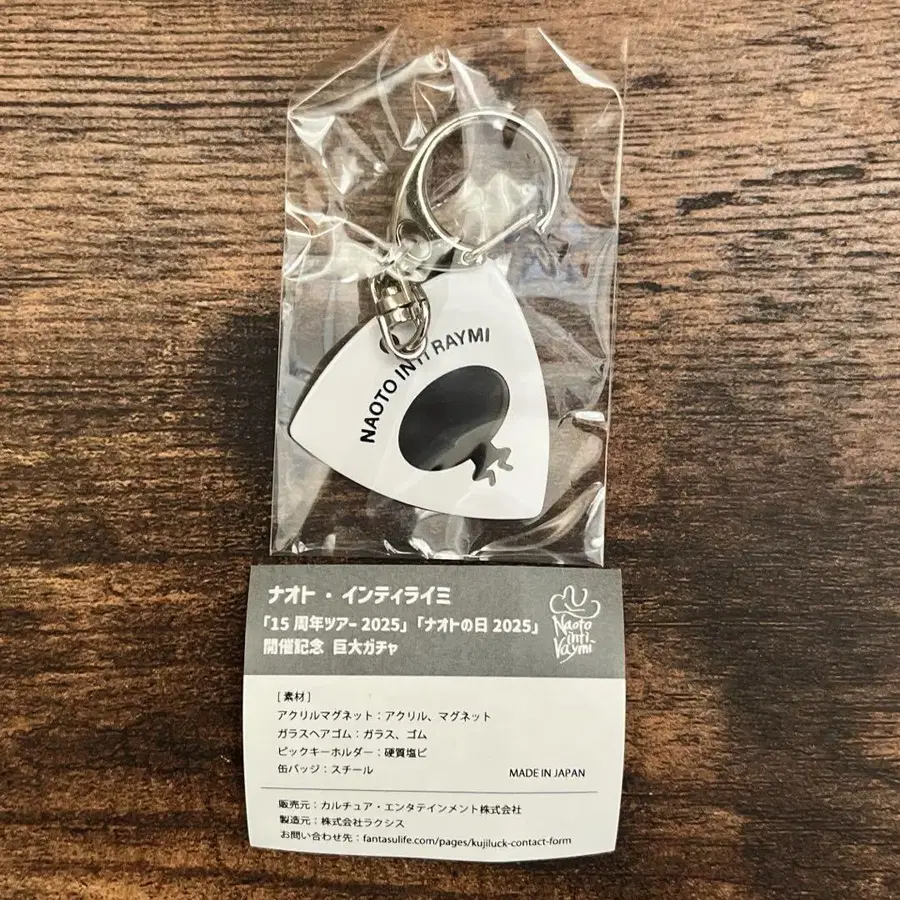 NAOTO INTI RAYMI
ナオト・インティライミ
「15周年ツアー2025」「ナオトの日2025」
開催記念 巨大ガチャ
Naoto
inti
Raymi
[素材]
アクリルマグネット：アクリル、マグネット
ガラスヘアゴム：ガラス、ゴム
ピックキーホルダー：硬質塩ビ
缶バッジ：スチール
MADE IN JAPAN
販売元：カルチュア・エンタテインメント株式会社
製造元：株式会社ラクシス
お問い合わせ先：fantasulife.com/pages/kujiluck-contact-form